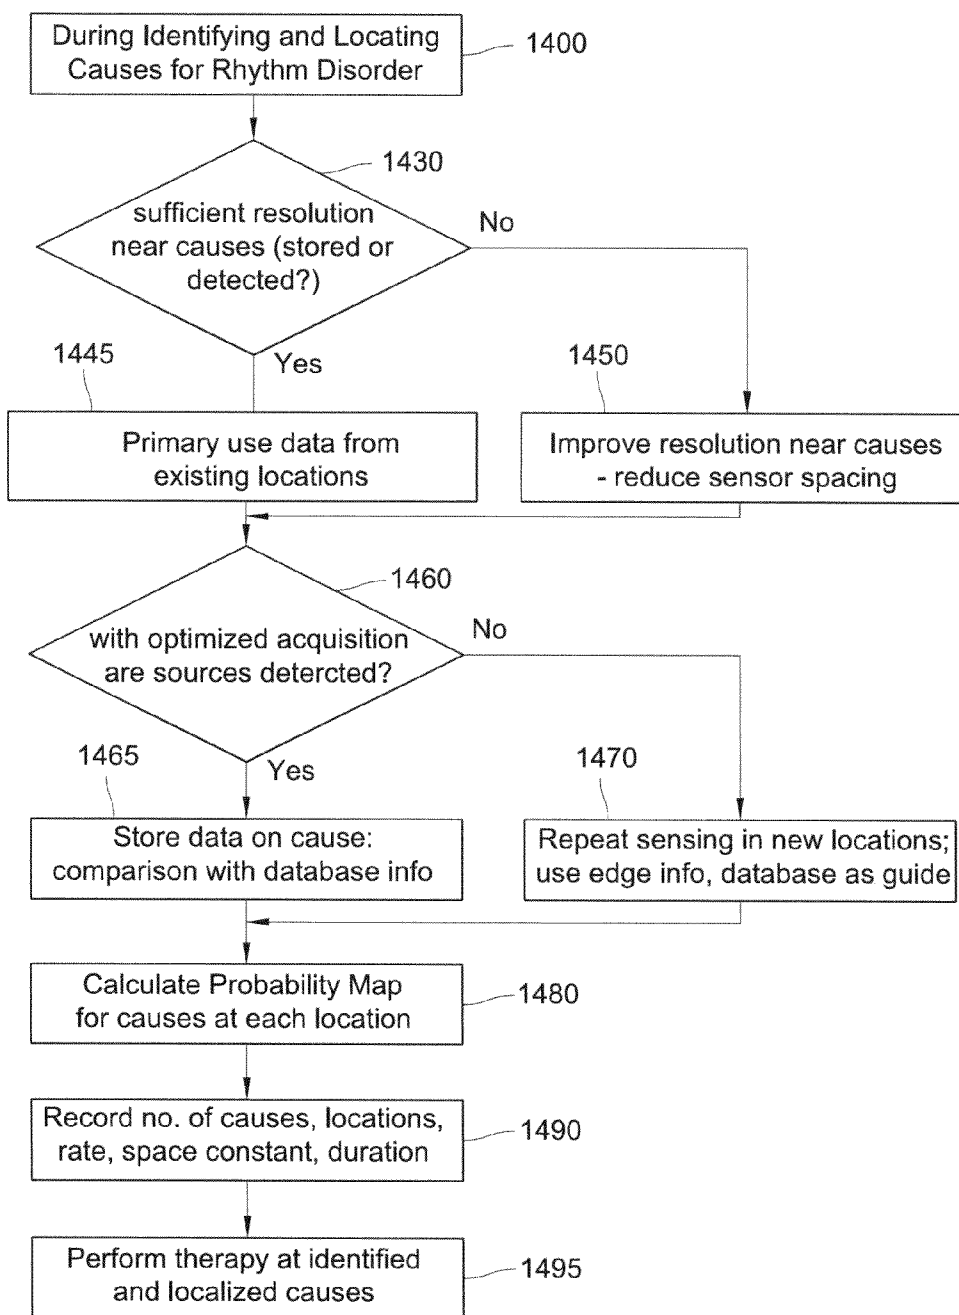 During Identifying and Locating
Causes for Rhythm Disorder
1400
1430
sufficient resolution
near causes (stored or
detected?)
No
Yes
1445
1450
Primary use data from
existing locations
Improve resolution near causes
- reduce sensor spacing
1460
with optimized acquisition
are sources detercted?
No
Yes
1465
1470
Store data on cause:
comparison with database info
Repeat sensing in new locations;
use edge info, database as guide
Calculate Probability Map
for causes at each location
1480
Record no. of causes, locations,
rate, space constant, duration
1490
Perform therapy at identified
and localized causes
1495